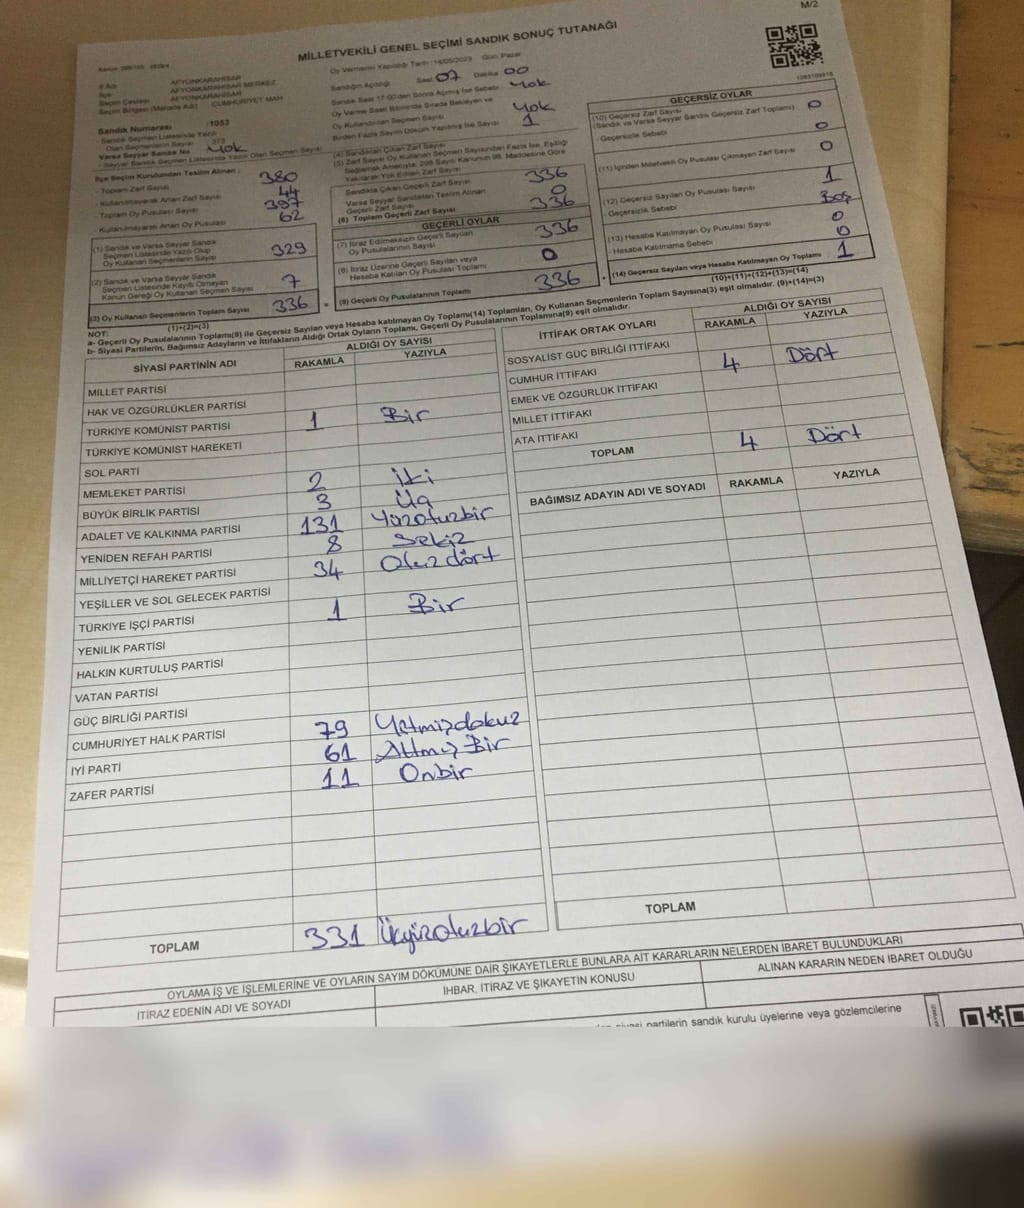 M/2
MİLLETVEKİLİ GENEL SEÇİMİ SANDIK SONUÇ TUTANAĞI
AFYONKARAHİSAR
AFYONKARAHİSAR MERKEZ
AFYONKARAHİSAR
Seçim Bölgesi (Mahalle Adı) CUMHURİYET MAH
Sandık Numarası :1053
Sandık Seçmen Listesinde Yazılı
Olan Seçmenlerin Sayısı 373
Varsa Seyyar Sandık No Yok
- Seyyar Sandık Seçmen Listesinde Yazılı Olan Seçmen Sayısı
İlçe Seçim Kurulundan Teslim Alınan;
- Toplam Zarf Sayısı 380
- Kullanılmayarak Artan Zarf Sayısı 44
- Toplam Oy Pusulası Sayısı 397
- Kullanılmayarak Artan Oy Pusulası 62
(1) Sandık ve Varsa Seyyar Sandık
Seçmen Listesinde Yazılı Olup
Oy Kullanan Seçmenlerin Sayısı 329
(2) Sandık ve Varsa Seyyar Sandık
Seçmen Listesinde Kayıtlı Olmayan
Kanun Gereği Oy Kullanan Seçmen Sayısı 7
(3) Oy Kullanan Seçmenlerin Toplam Sayısı 336
(1)+(2)=(3)
Oy Vermenin Yapıldığı Tarih :14/05/2023 Gün: Pazar
Sandığın Açıldığı Saat 07 Dakika 00
Sandık Saat 17:00'den Sonra Açılmış İse Sebebi Yok
Oy Verme Saati Bitiminde Sırada Bekleyen ve
Oy Kullandırılan Seçmen Sayısı Yok
Birden Fazla Sayım Döküm Yapılmış İse Sayısı 1
(4) Sandıktan Çıkan Zarf Sayısı
(5) Zarf Sayısı Oy Kullanan Seçmen Sayısından Fazla İse, Eşitliği
Sağlamak Amacıyla; 298 Sayılı Kanunun 98. Maddesine Göre
Yakılarak Yok Edilen Zarf Sayısı
Sandıkta Çıkan Geçerli Zarf Sayısı 336
Varsa Seyyar Sandıktan Teslim Alınan
Geçerli Zarf Sayısı 0
(6) Toplam Geçerli Zarf Sayısı 336
GEÇERLİ OYLAR
(7) İtiraz Edilmeksizin Geçerli Sayılan
Oy Pusulalarının Sayısı 336
(8) İtiraz Üzerine Geçerli Sayılan veya
Hesaba Katılan Oy Pusulası Toplamı 0
(9) Geçerli Oy Pusulalarının Toplamı 336
1083109918
GEÇERSİZ OYLAR
(10) Geçersiz Zarf Sayısı
(Sandık ve Varsa Seyyar Sandık Geçersiz Zarf Toplamı) 0
- Geçersizlik Sebebi 0
(11) İçinden Milletvekili Oy Pusulası Çıkmayan Zarf Sayısı 0
(12) Geçersiz Sayılan Oy Pusulası Sayısı 1
- Geçersizlik Sebebi Boş
(13) Hesaba Katılmayan Oy Pusulası Sayısı 0
- Hesaba Katılmama Sebebi 0
(14) Geçersiz Sayılan veya Hesaba Katılmayan Oy Toplamı 1
(10)+(11)+(12)+(13)=(14)
NOT:
a- Geçerli Oy Pusulalarının Toplamı(9) ile Geçersiz Sayılan veya Hesaba katılmayan Oy Toplamı(14) Toplamları, Oy Kullanan Seçmenlerin Toplam Sayısına(3) eşit olmalıdır. (9)+(14)=(3)
b- Siyasi Partilerin, Bağımsız Adayların ve İttifakların Aldığı Ortak Oyların Toplamı, Geçerli Oy Pusulalarının Toplamına(9) eşit olmalıdır.
SİYASİ PARTİNİN ADI ALDIĞI OY SAYISI
RAKAMLA YAZIYLA
MİLLET PARTİSİ
HAK VE ÖZGÜRLÜKLER PARTİSİ
TÜRKİYE KOMÜNİST PARTİSİ 1 Bir
TÜRKİYE KOMÜNİST HAREKETİ
SOL PARTİ
MEMLEKET PARTİSİ 2 İki
BÜYÜK BİRLİK PARTİSİ 3 Üç
ADALET VE KALKINMA PARTİSİ 131 Yüzotuzbir
YENİDEN REFAH PARTİSİ 8 Sekiz
MİLLİYETÇİ HAREKET PARTİSİ 34 Otuzdört
YEŞİLLER VE SOL GELECEK PARTİSİ
TÜRKİYE İŞÇİ PARTİSİ 1 Bir
YENİLİK PARTİSİ
HALKIN KURTULUŞ PARTİSİ
VATAN PARTİSİ
GÜÇ BİRLİĞİ PARTİSİ
CUMHURİYET HALK PARTİSİ 79 Yetmişdokuz
İYİ PARTİ 61 Altmış Bir
ZAFER PARTİSİ 11 Onbir
TOPLAM 331 Üçyüzotuzbir
İTTİFAK ORTAK OYLARI ALDIĞI OY SAYISI
RAKAMLA YAZIYLA
SOSYALİST GÜÇ BİRLİĞİ İTTİFAKI
CUMHUR İTTİFAKI 4 Dört
EMEK VE ÖZGÜRLÜK İTTİFAKI
MİLLET İTTİFAKI
ATA İTTİFAKI
TOPLAM 4 Dört
BAĞIMSIZ ADAYIN ADI VE SOYADI RAKAMLA YAZIYLA
TOPLAM
OYLAMA İŞ VE İŞLEMLERİNE VE OYLARIN SAYIM DÖKÜMÜNE DAİR ŞİKAYETLERLE BUNLARA AİT KARARLARIN NELERDEN İBARET BULUNDUKLARI
İTİRAZ EDENİN ADI VE SOYADI İHBAR, İTİRAZ VE ŞİKAYETİN KONUSU ALINAN KARARIN NEDEN İBARET OLDUĞU
siyasi partilerin sandık kurulu üyelerine veya gözlemcilerine